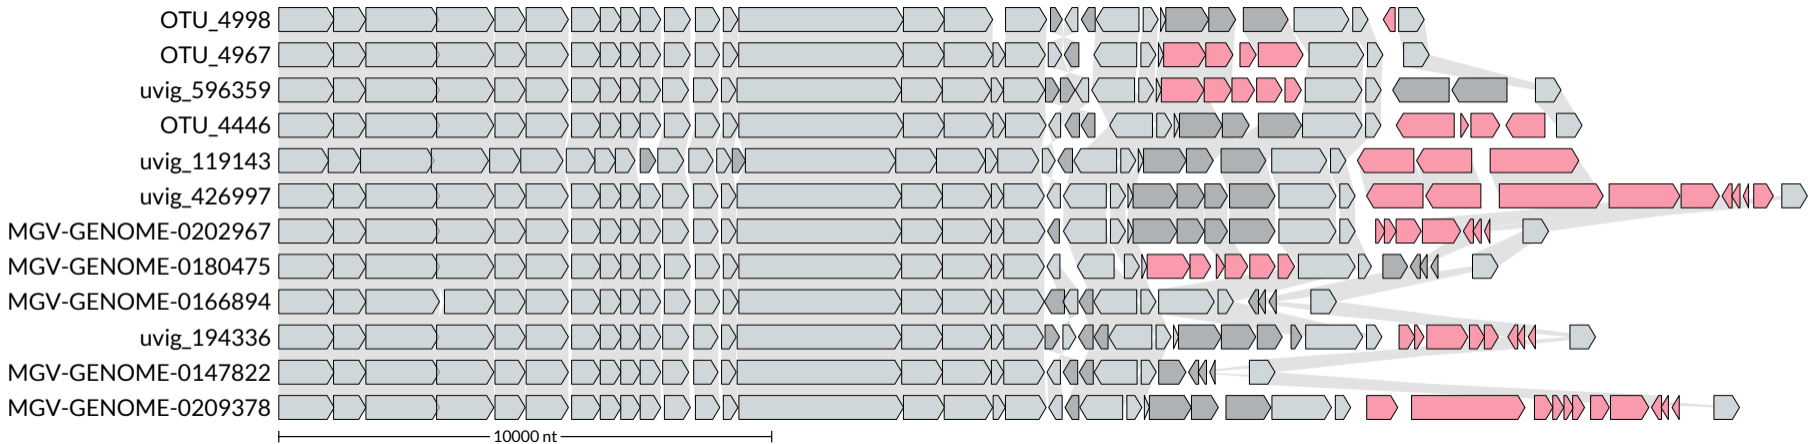 OTU_4998
OTU_4967
uvig_596359
OTU_4446
uvig_119143
uvig_426997
MGV-GENOME-0202967
MGV-GENOME-0180475
MGV-GENOME-0166894
uvig_194336
MGV-GENOME-0147822
MGV-GENOME-0209378
10000 nt